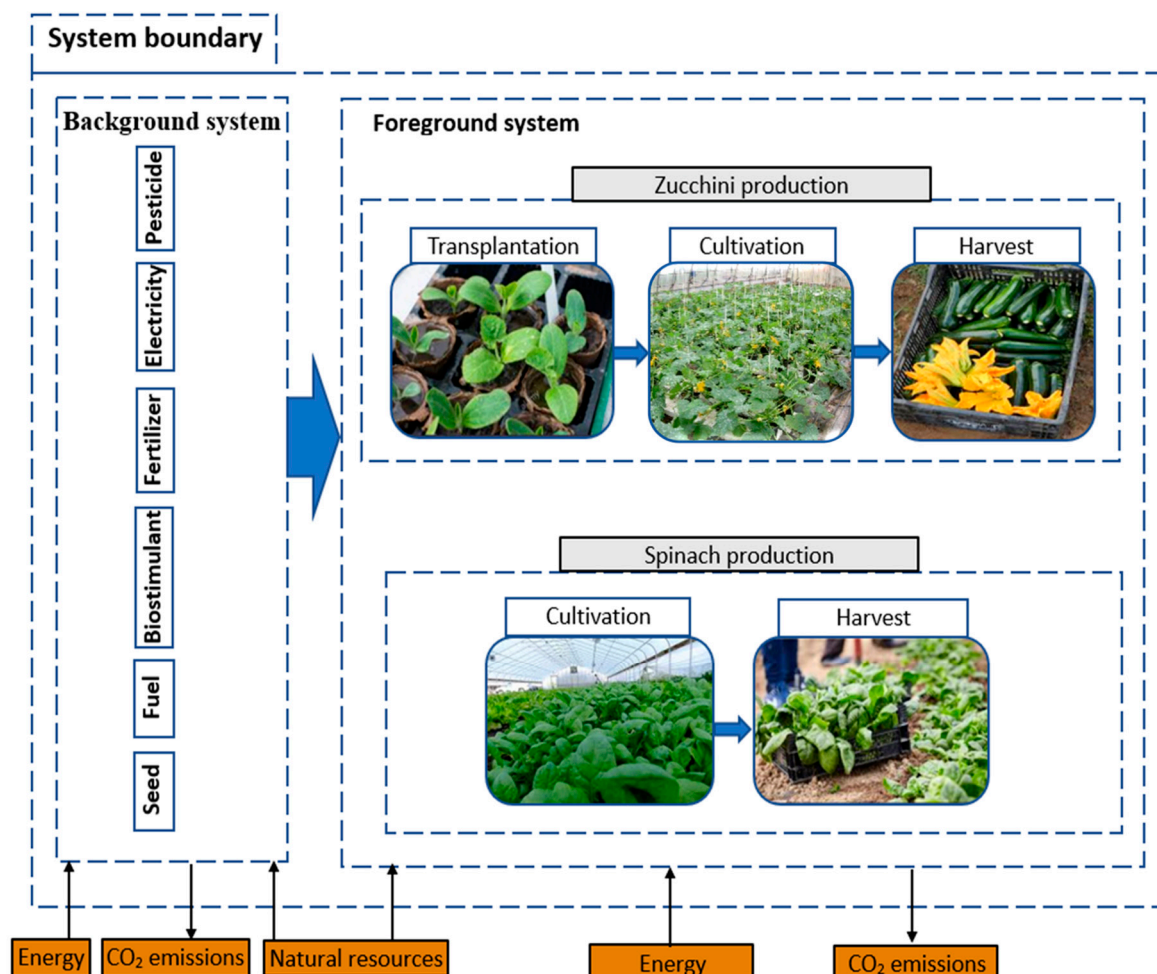 System boundary
Background system
Pesticide
Electricity
Fertilizer
Biostimulant
Fuel
Seed
Foreground system
Zucchini production
Transplantation
Cultivation
Harvest
Spinach production
Cultivation
Harvest
Energy
CO₂ emissions
Natural resources
Energy
CO₂ emissions